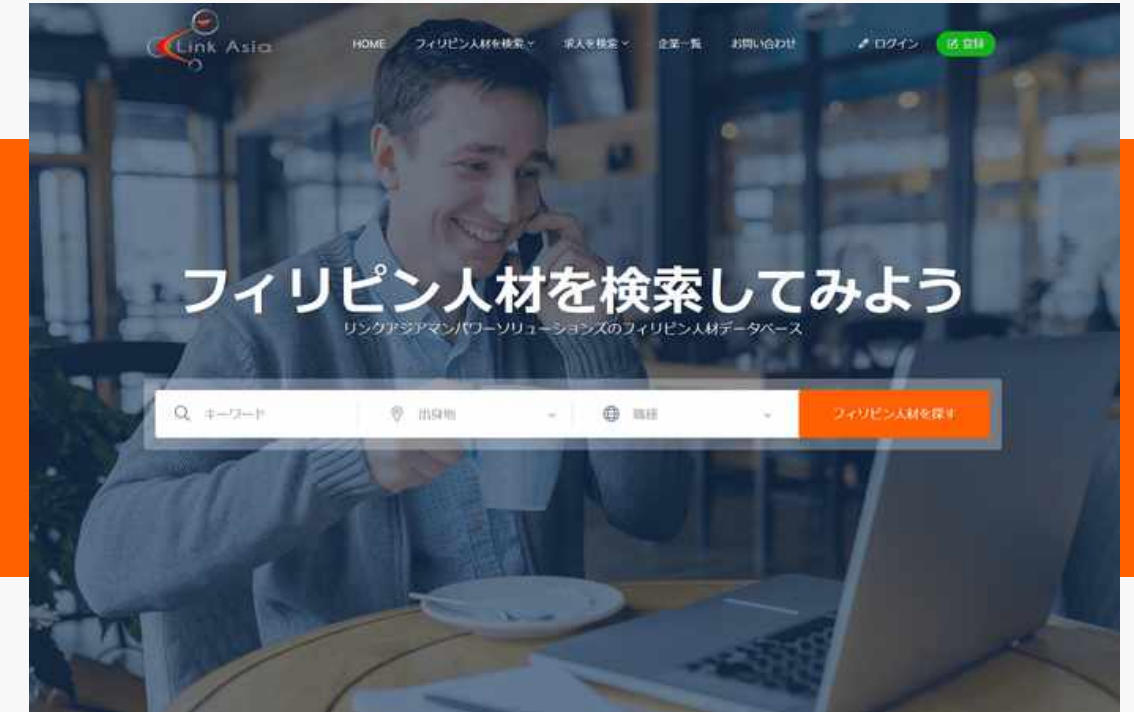 Link Asia
HOME フィリピン人材を検索 求人を検索 企業一覧 お問い合わせ ログイン 登録
フィリピン人材を検索してみよう
リンクアジアマンパワーソリューションズのフィリピン人材データベース
キーワード 出身地 職種 フィリピン人材を探す